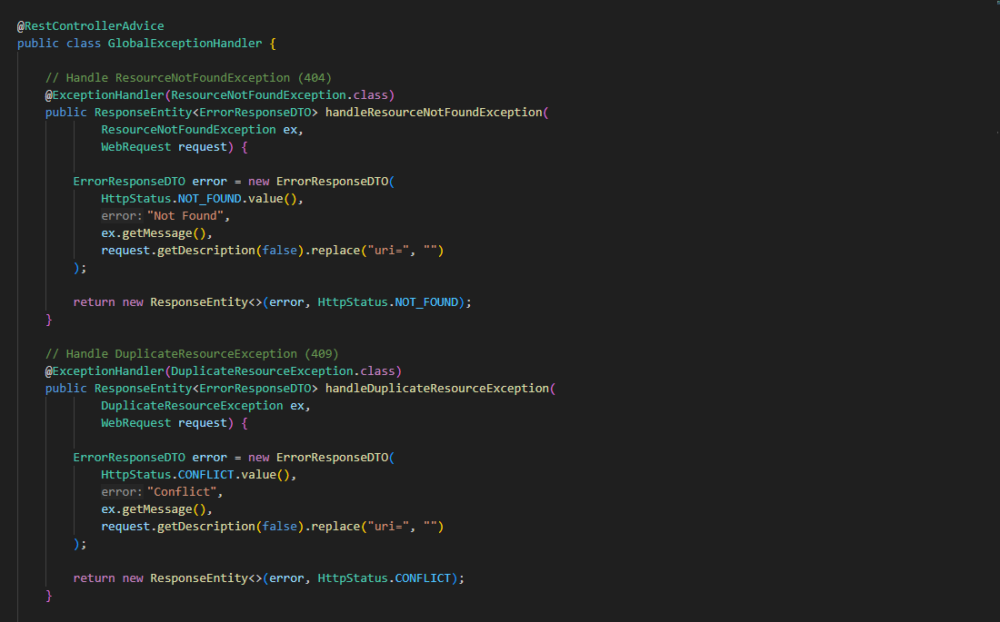 @RestControllerAdvice
public class GlobalExceptionHandler {
// Handle ResourceNotFoundException (404)
@ExceptionHandler(ResourceNotFoundException.class)
public ResponseEntity<ErrorResponseDTO> handleResourceNotFoundException(
ResourceNotFoundException ex,
WebRequest request) {
ErrorResponseDTO error = new ErrorResponseDTO(
HttpStatus.NOT_FOUND.value(),
error: "Not Found",
ex.getMessage(),
request.getDescription(false).replace("uri=", "")
);
return new ResponseEntity<>(error, HttpStatus.NOT_FOUND);
}
// Handle DuplicateResourceException (409)
@ExceptionHandler(DuplicateResourceException.class)
public ResponseEntity<ErrorResponseDTO> handleDuplicateResourceException(
DuplicateResourceException ex,
WebRequest request) {
ErrorResponseDTO error = new ErrorResponseDTO(
HttpStatus.CONFLICT.value(),
error: "Conflict",
ex.getMessage(),
request.getDescription(false).replace("uri=", "")
);
return new ResponseEntity<>(error, HttpStatus.CONFLICT);
}